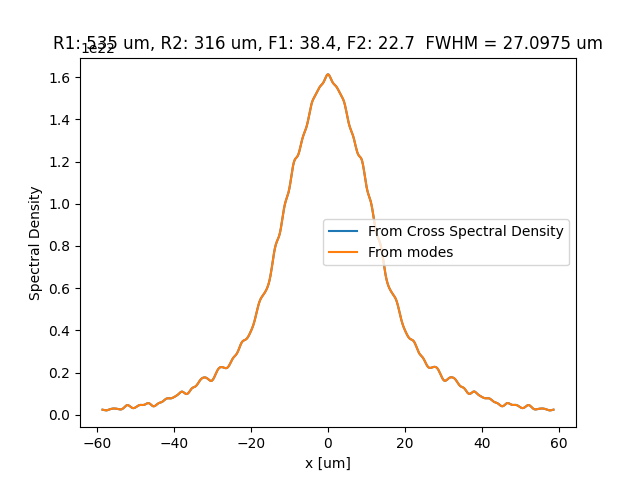 R1: 535 um, R2: 316 um, F1: 38.4, F2: 22.7  FWHM = 27.0975 um
1e22
1.6
1.4
1.2
1.0
0.8
0.6
0.4
0.2
0.0
Spectral Density
From Cross Spectral Density
From modes
−60
−40
−20
0
20
40
60
x [um]